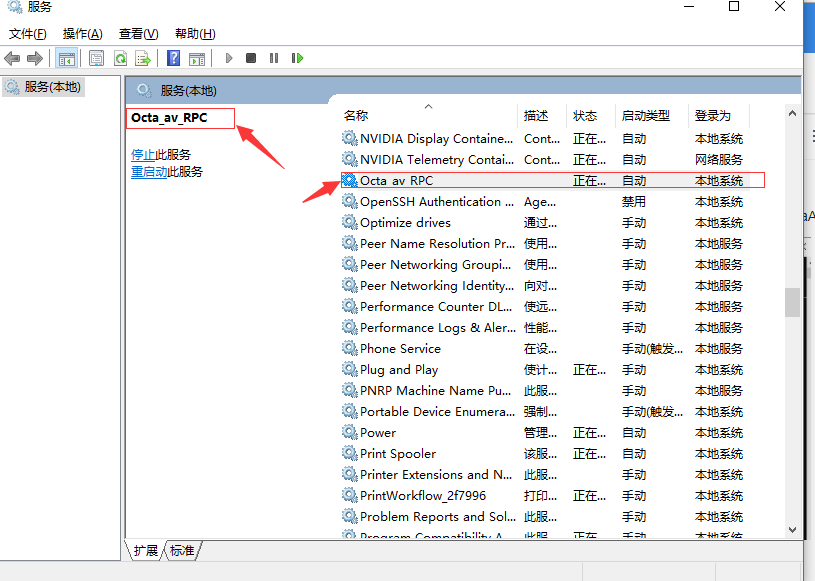 服务
文件(F) 操作(A) 查看(V) 帮助(H)
服务(本地)
服务(本地)
Octa_av_RPC
停止此服务
重启动此服务
名称 描述 状态 启动类型 登录为
NVIDIA Display Containe... Cont... 正在... 自动 本地系统
NVIDIA Telemetry Contai... Cont... 正在... 自动 网络服务
Octa_av_RPC 正在... 自动 本地系统
OpenSSH Authentication ... Age... 禁用 本地系统
Optimize drives 通过... 手动 本地系统
Peer Name Resolution Pr... 使用... 手动 本地服务
Peer Networking Groupi... 使用... 手动 本地服务
Peer Networking Identity... 向对... 手动 本地服务
Performance Counter DL... 使远... 手动 本地服务
Performance Logs & Aler... 性能... 手动 本地服务
Phone Service 在设... 手动(触发... 本地服务
Plug and Play 使计... 正在... 手动 本地系统
PNRP Machine Name Pu... 此服... 手动 本地服务
Portable Device Enumera... 强制... 手动(触发... 本地系统
Power 管理... 正在... 自动 本地系统
Print Spooler 该服... 正在... 自动 本地系统
Printer Extensions and N... 此服... 手动 本地系统
PrintWorkflow_2f7996 打印... 正在... 手动 本地系统
Problem Reports and Sol... 此服... 手动 本地系统
Program Compatibility A... 此服... 正在... 手动 本地系统
扩展 标准